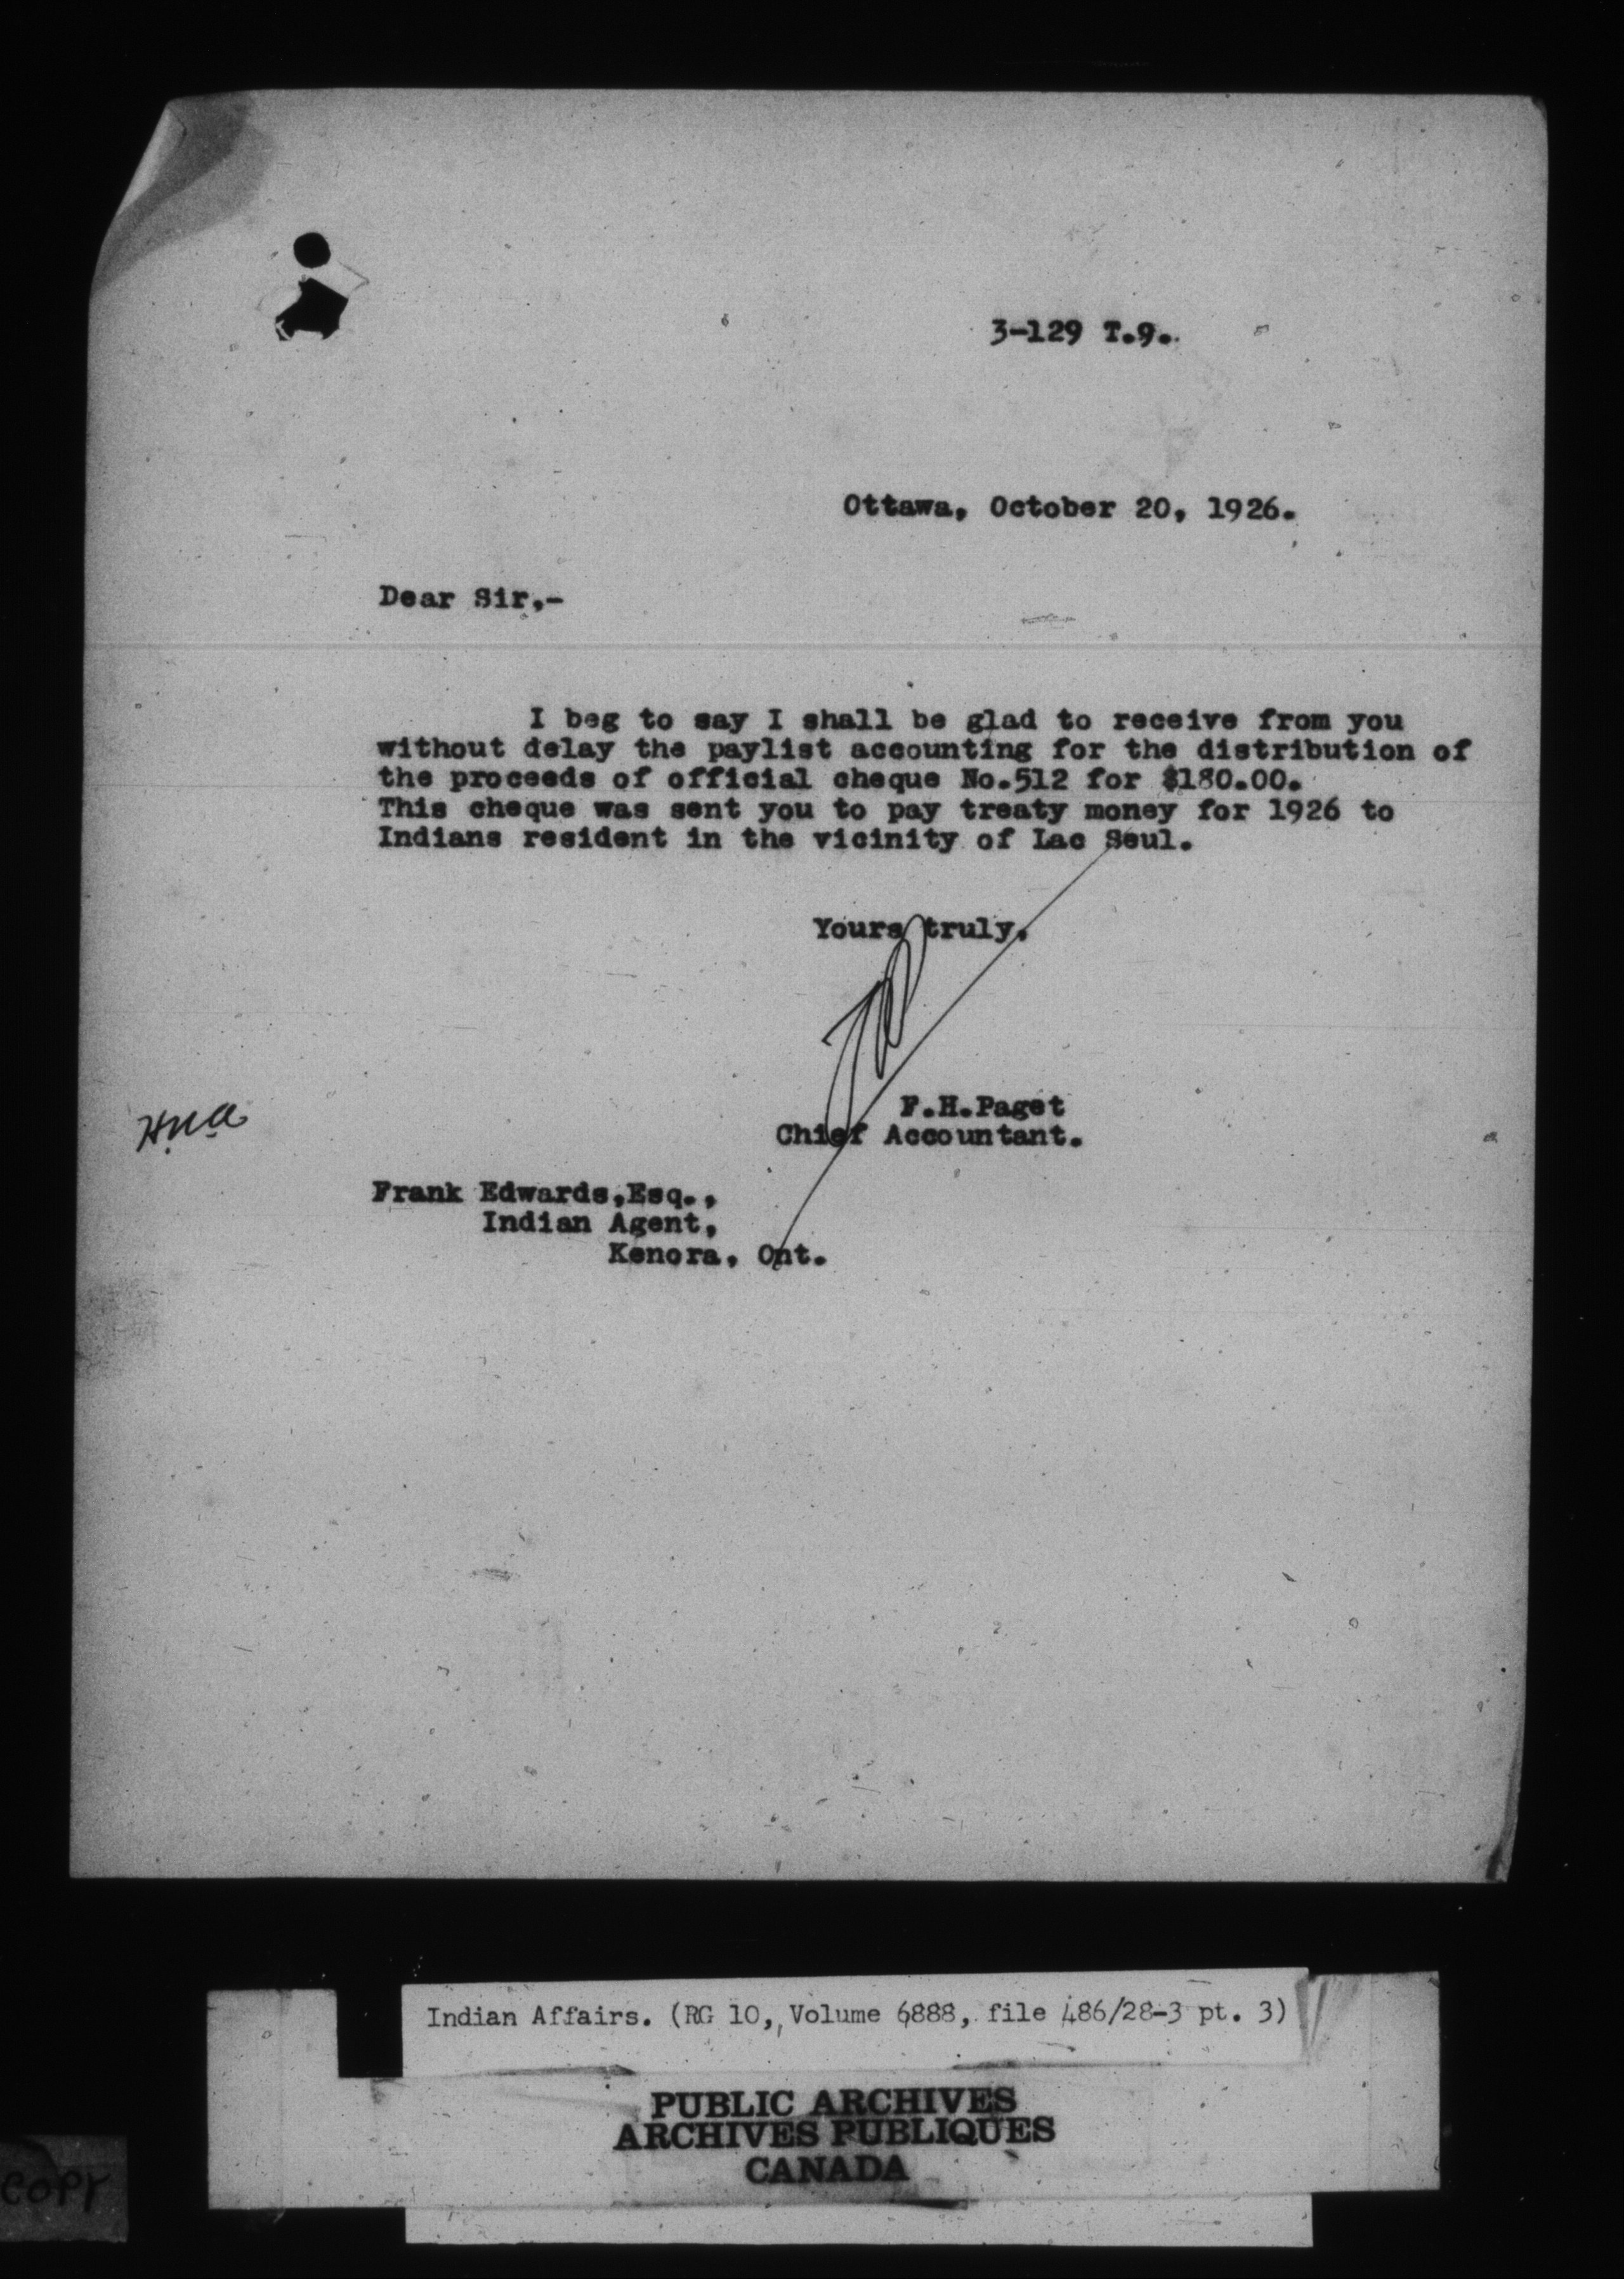 3-129 T.9.
Ottawa, October 20, 1926.
Dear Sir,-
I beg to say I shall be glad to receive from you
without delay the paylist accounting for the distribution of
the proceeds of official cheque No.512 for $180.00.
This cheque was sent you to pay treaty money for 1926 to
Indians resident in the vicinity of Lac Seul.
Yours truly,
F.H.Paget
Chief Accountant.
Frank Edwards,Esq.,
Indian Agent,
Kenora, Ont.
Indian Affairs. (RG 10, Volume 6888, file 486/28-3 pt. 3)
PUBLIC ARCHIVES
ARCHIVES PUBLIQUES
CANADA
COPY